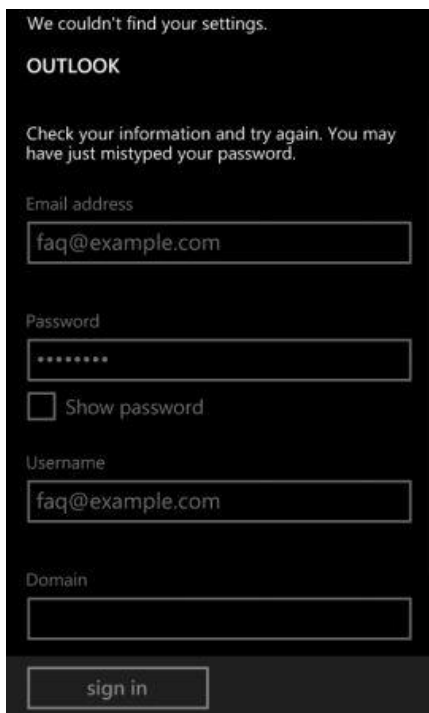 We couldn't find your settings.
OUTLOOK
Check your information and try again. You may
have just mistyped your password.
Email address
faq@example.com
Password
••••••••
Show password
Username
faq@example.com
Domain
sign in